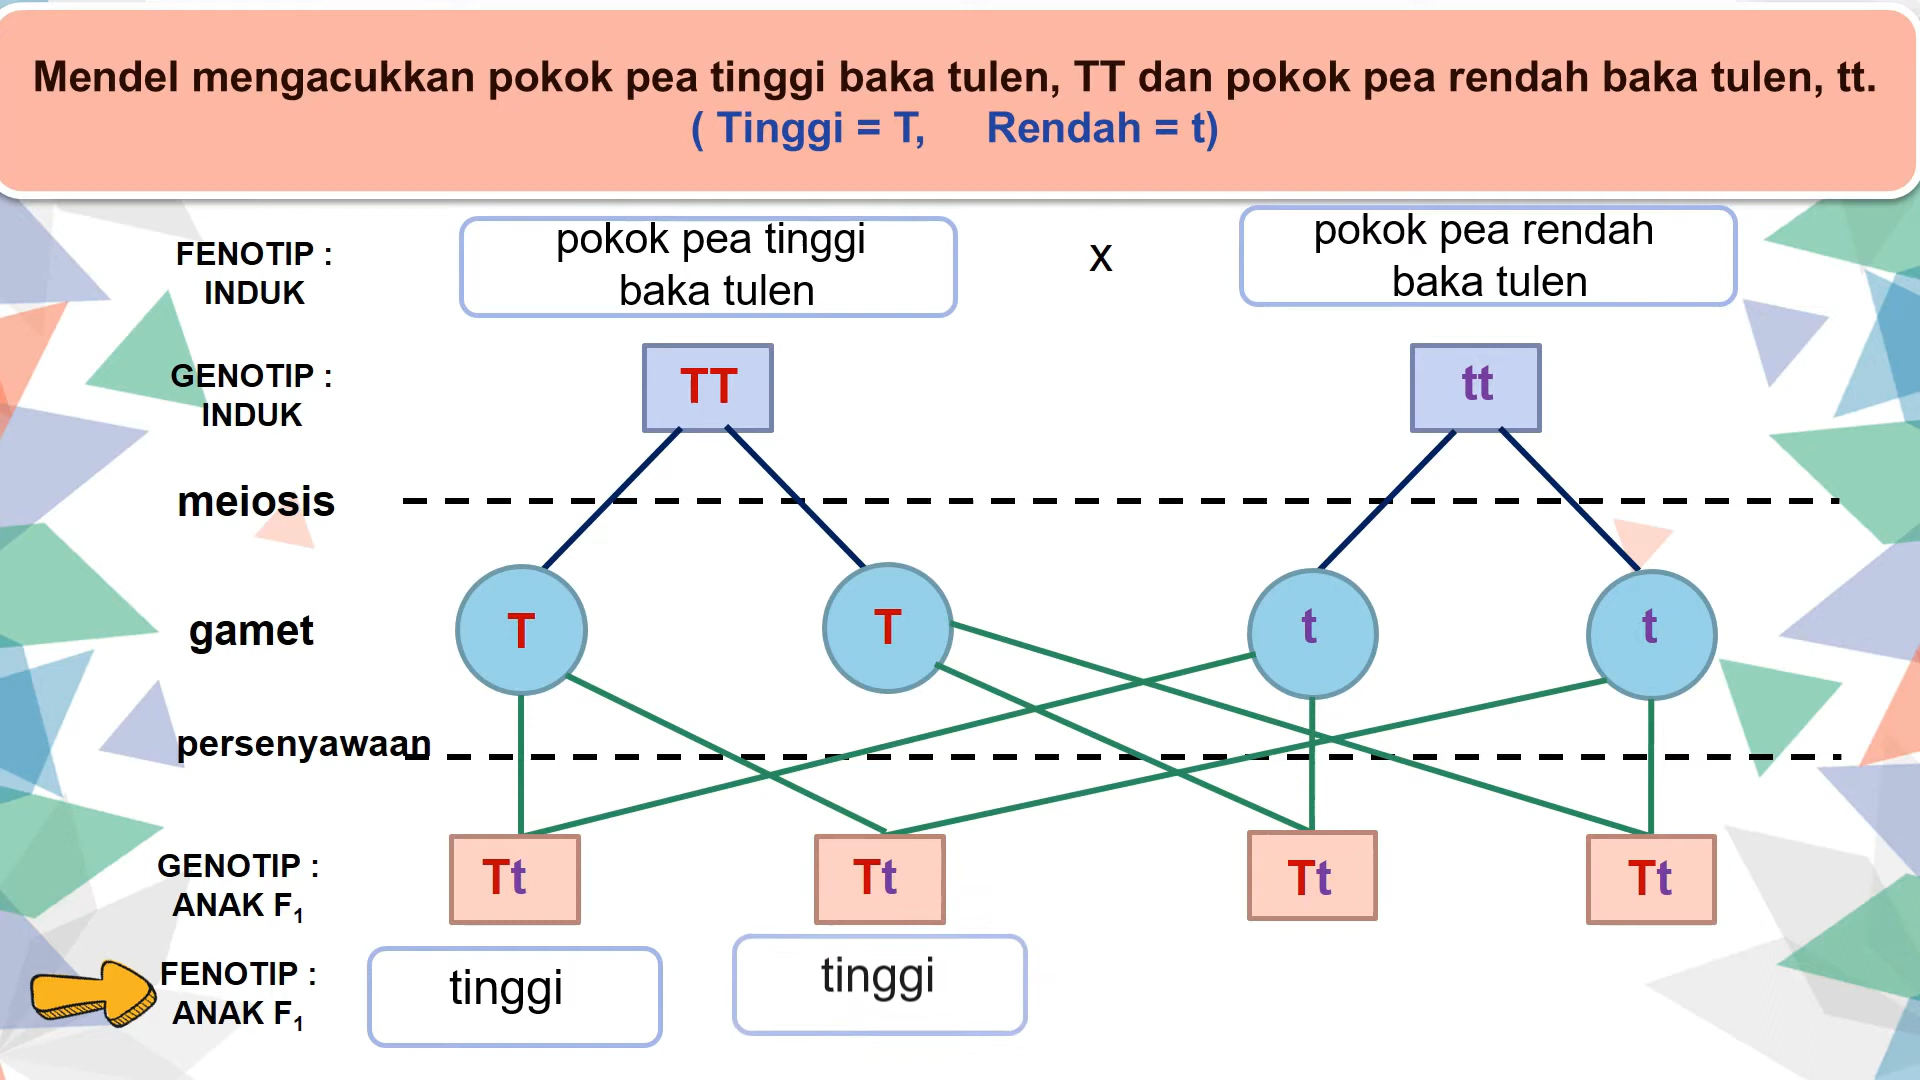 Mendel mengacukkan pokok pea tinggi baka tulen, TT dan pokok pea rendah baka tulen, tt.
( Tinggi = T, Rendah = t)
FENOTIP :
INDUK
pokok pea tinggi
baka tulen
x
pokok pea rendah
baka tulen
GENOTIP :
INDUK
TT
tt
meiosis
gamet
T
T
t
t
persenyawaan
GENOTIP :
ANAK F₁
Tt
Tt
Tt
Tt
FENOTIP :
ANAK F₁
tinggi
tinggi